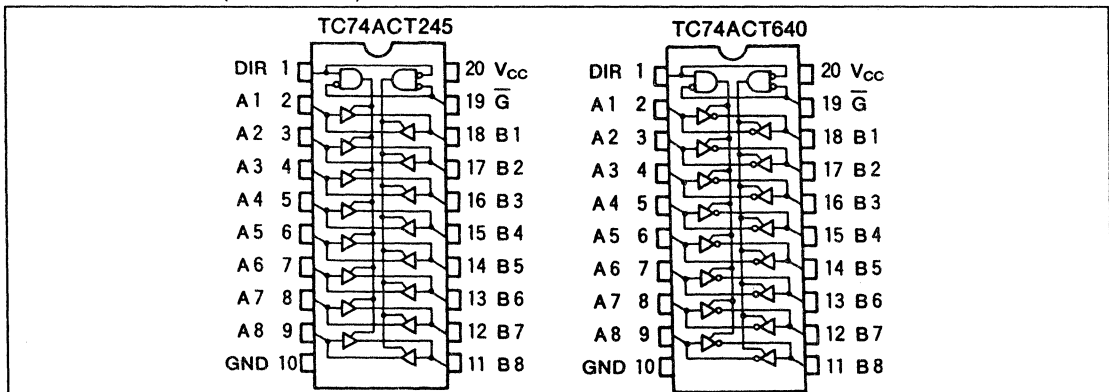 TC74ACT245
DIR 1
20 VCC
A1 2
19 G
A2 3
18 B1
A3 4
17 B2
A4 5
16 B3
A5 6
15 B4
A6 7
14 B5
A7 8
13 B6
A8 9
12 B7
GND 10
11 B8
TC74ACT640
DIR 1
20 VCC
A1 2
19 G
A2 3
18 B1
A3 4
17 B2
A4 5
16 B3
A5 6
15 B4
A6 7
14 B5
A7 8
13 B6
A8 9
12 B7
GND 10
11 B8